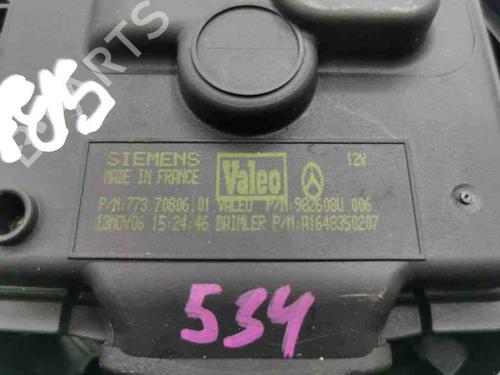 SIEMENS Valeo 12V
MADE IN FRANCE
P/N:773.70806.01 VALEO P/N:982608U 006
13NOV06 15:24:46 DAIMLER P/N:A1648350207
534
PARTS